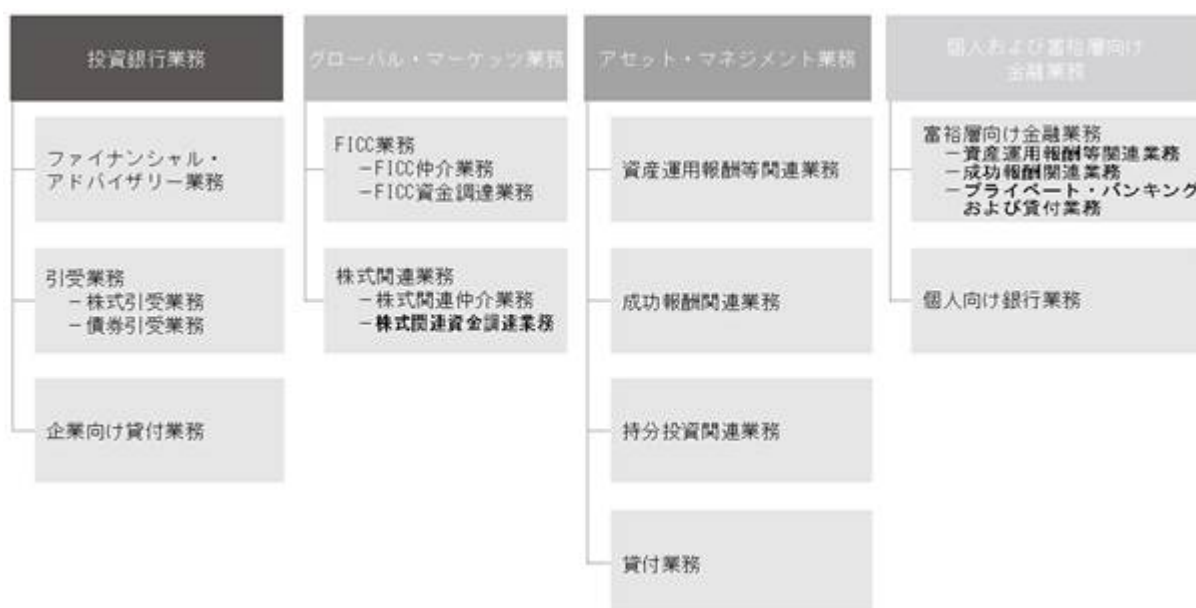 投資銀行業務
ファイナンシャル・
アドバイザリー業務
引受業務
－株式引受業務
－債券引受業務
企業向け貸付業務
グローバル・マーケッツ業務
FICC業務
－FICC仲介業務
－FICC資金調達業務
株式関連業務
－株式関連仲介業務
－株式関連資金調達業務
アセット・マネジメント業務
資産運用報酬等関連業務
成功報酬関連業務
持分投資関連業務
貸付業務
個人および富裕層向け
金融業務
富裕層向け金融業務
－資産運用報酬等関連業務
－成功報酬関連業務
－プライベート・バンキング
および貸付業務
個人向け銀行業務